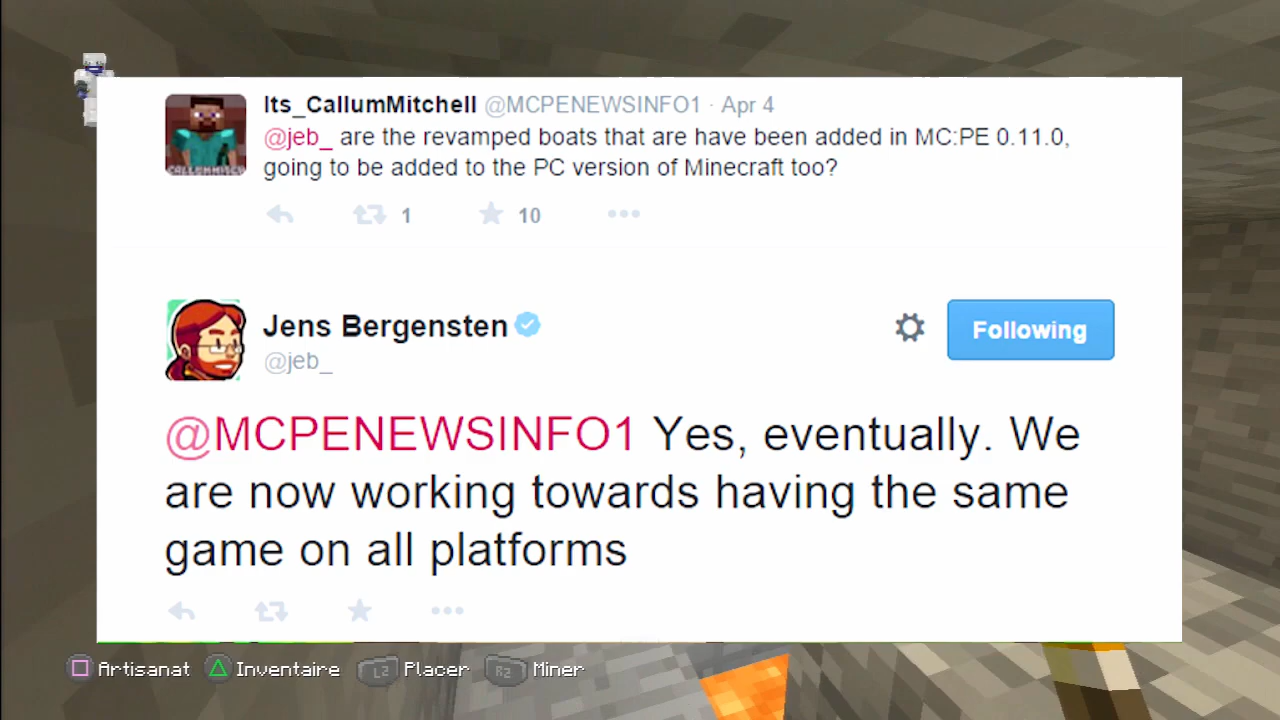 Its_CallumMitchell @MCPENEWSINFO1 · Apr 4
@jeb_ are the revamped boats that are have been added in MC:PE 0.11.0,
going to be added to the PC version of Minecraft too?
1 10
Jens Bergensten
@jeb_
Following
@MCPENEWSINFO1 Yes, eventually. We
are now working towards having the same
game on all platforms
Artisanat Inventaire L2 Placer R2 Miner